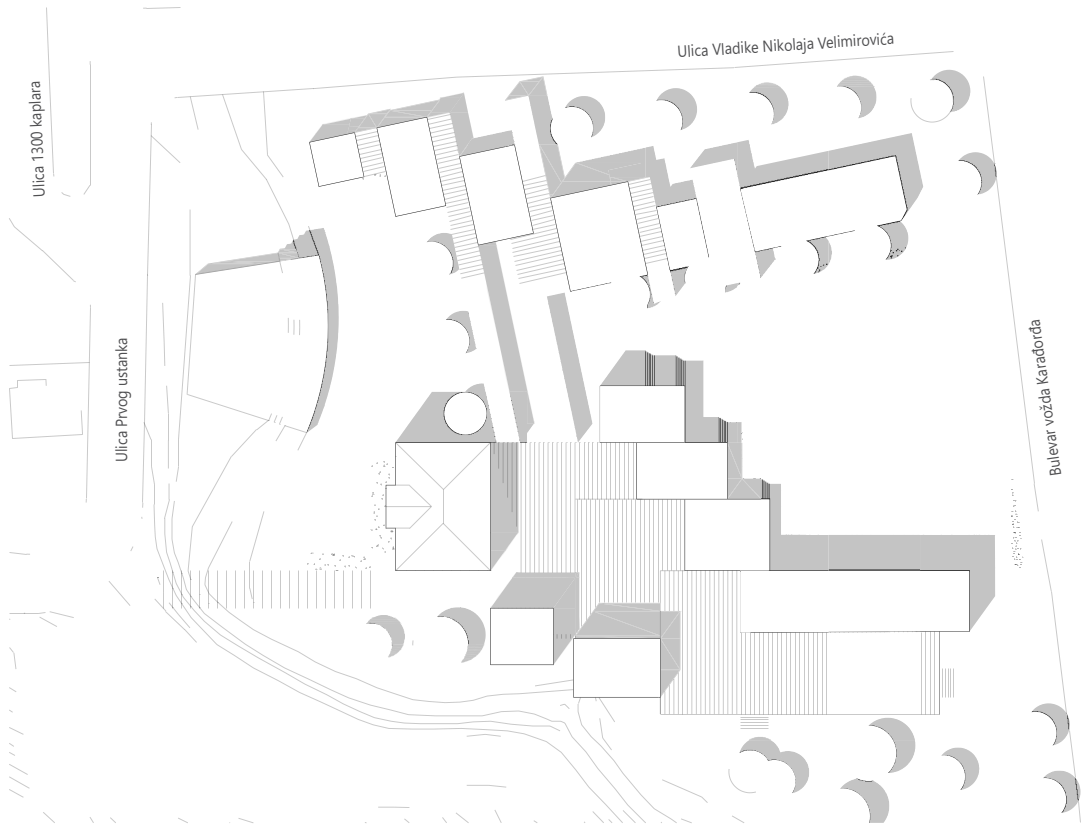 Ulica Vladike Nikolaja Velimirovića
Ulica 1300 kaplara
Ulica Prvog ustanka
Bulevar vožda Karađorđa